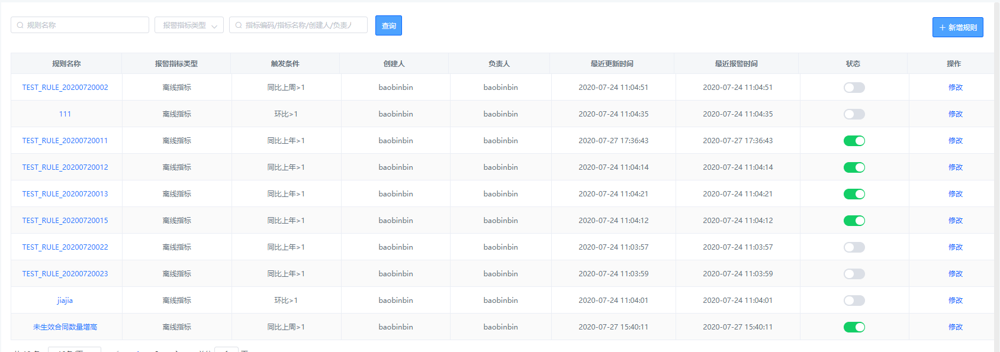 规则名称 报警指标类型 指标编码/指标名称/创建人/负责人 查询 + 新增规则
规则名称 报警指标类型 触发条件 创建人 负责人 最近更新时间 最近报警时间 状态 操作
TEST_RULE_20200720002 离线指标 同比上周>1 baobinbin baobinbin 2020-07-24 11:04:51 2020-07-24 11:04:51 修改
111 离线指标 环比>1 baobinbin baobinbin 2020-07-24 11:04:35 2020-07-24 11:04:35 修改
TEST_RULE_20200720011 离线指标 同比上年>1 baobinbin baobinbin 2020-07-27 17:36:43 2020-07-27 17:36:43 修改
TEST_RULE_20200720012 离线指标 同比上年>1 baobinbin baobinbin 2020-07-24 11:04:14 2020-07-24 11:04:14 修改
TEST_RULE_20200720013 离线指标 同比上年>1 baobinbin baobinbin 2020-07-24 11:04:21 2020-07-24 11:04:21 修改
TEST_RULE_20200720015 离线指标 同比上年>1 baobinbin baobinbin 2020-07-24 11:04:12 2020-07-24 11:04:12 修改
TEST_RULE_20200720022 离线指标 同比上年>1 baobinbin baobinbin 2020-07-24 11:03:57 2020-07-24 11:03:57 修改
TEST_RULE_20200720023 离线指标 同比上年>1 baobinbin baobinbin 2020-07-24 11:03:59 2020-07-24 11:03:59 修改
jiajia 离线指标 环比>1 baobinbin baobinbin 2020-07-24 11:04:01 2020-07-24 11:04:01 修改
未生效合同数量增高 离线指标 同比上周>1 baobinbin baobinbin 2020-07-27 15:40:11 2020-07-27 15:40:11 修改